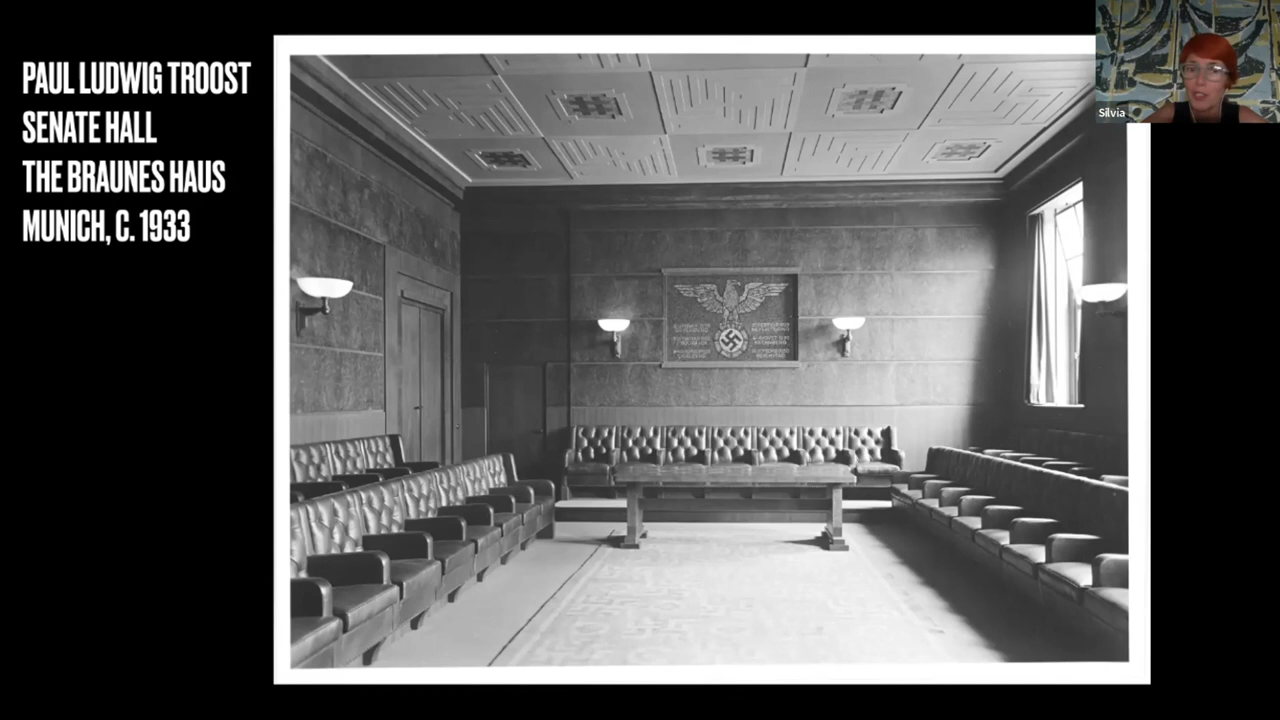 PAUL LUDWIG TROOST
SENATE HALL
THE BRAUNES HAUS
MUNICH, C. 1933
Silvia